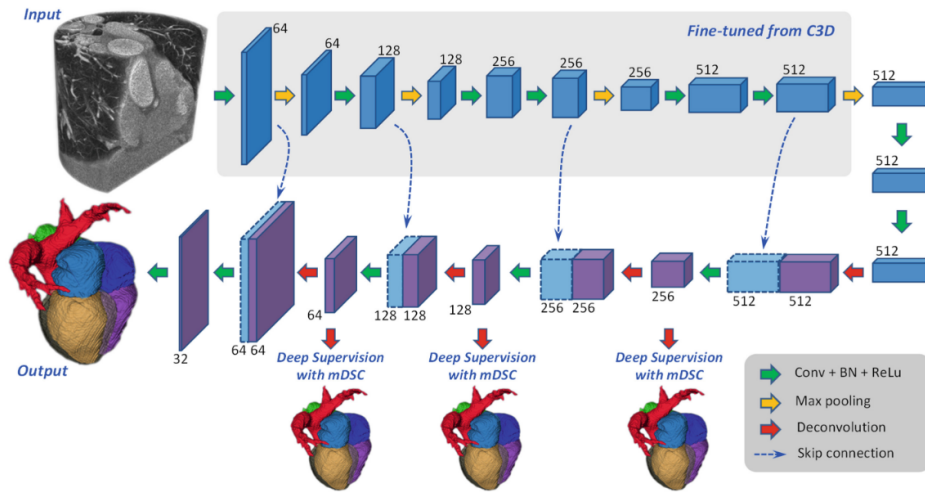 Input
Fine-tuned from C3D
64
64
128
128
256
256
256
512
512
512
512
512
Output
32
64 64
64
128 128
128
256 256
256
512 512
Deep Supervision
with mDSC
Deep Supervision
with mDSC
Deep Supervision
with mDSC
Conv + BN + ReLu
Max pooling
Deconvolution
Skip connection